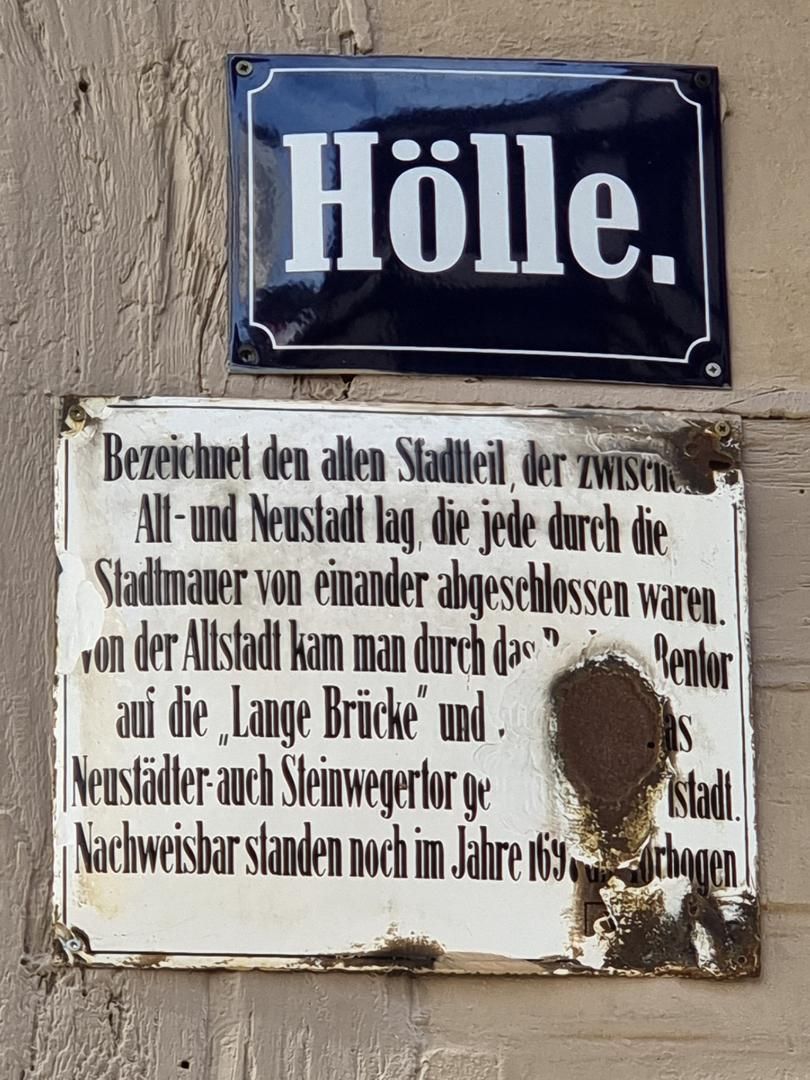 Hölle.
Bezeichnet den alten Stadtteil, der
Alt-und Neustadt lag, die jede durch die
Stadtmauer von einander abgeschlossen waren.
von der Altstadt kam man durch das
auf die „Lange Brücke" und
Neustädter-auch Steinwegertor
Nachweisbar standen noch im Jahre